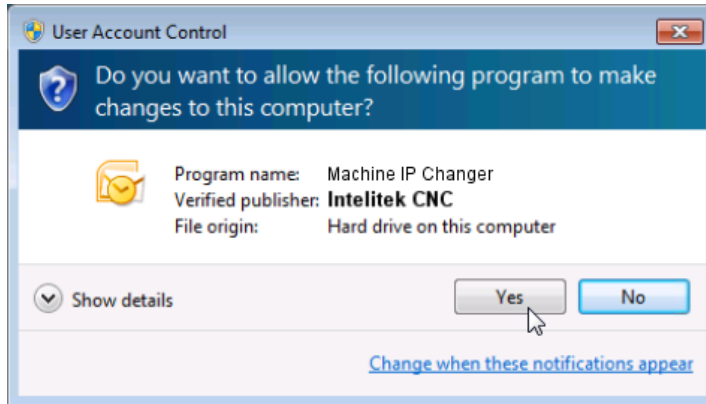 User Account Control
Do you want to allow the following program to make
changes to this computer?
Program name: Machine IP Changer
Verified publisher: Intelitek CNC
File origin: Hard drive on this computer
Show details
Yes
No
Change when these notifications appear